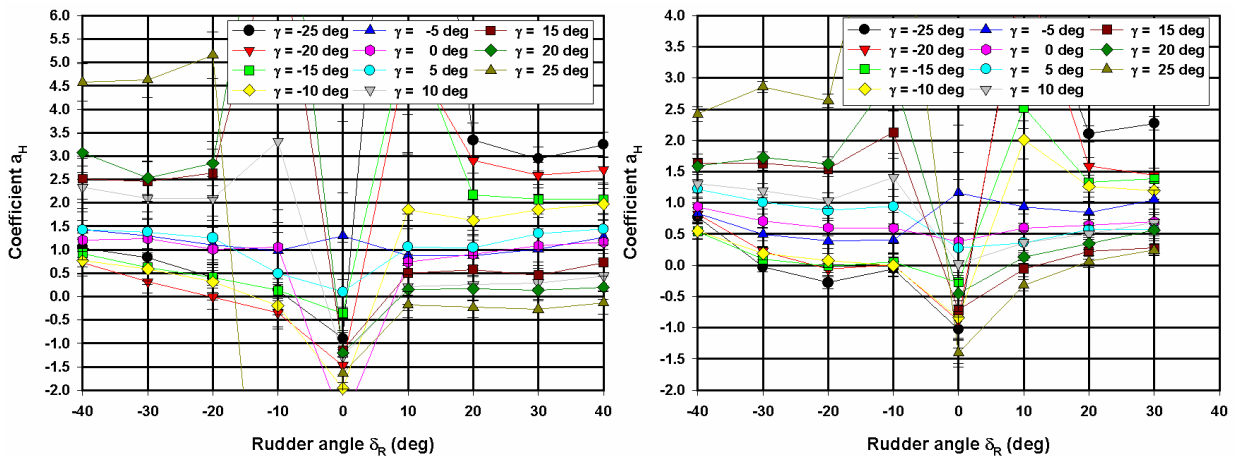 6.0
5.5
5.0
4.5
4.0
3.5
3.0
2.5
2.0
1.5
1.0
0.5
0.0
-0.5
-1.0
-1.5
-2.0
Coefficient aH
γ = -25 deg γ = -5 deg γ = 15 deg
γ = -20 deg γ = 0 deg γ = 20 deg
γ = -15 deg γ = 5 deg γ = 25 deg
γ = -10 deg γ = 10 deg
-40 -30 -20 -10 0 10 20 30 40
Rudder angle δR (deg)
4.0
3.5
3.0
2.5
2.0
1.5
1.0
0.5
0.0
-0.5
-1.0
-1.5
-2.0
Coefficient aH
γ = -25 deg γ = -5 deg γ = 15 deg
γ = -20 deg γ = 0 deg γ = 20 deg
γ = -15 deg γ = 5 deg γ = 25 deg
γ = -10 deg γ = 10 deg
-40 -30 -20 -10 0 10 20 30 40
Rudder angle δR (deg)